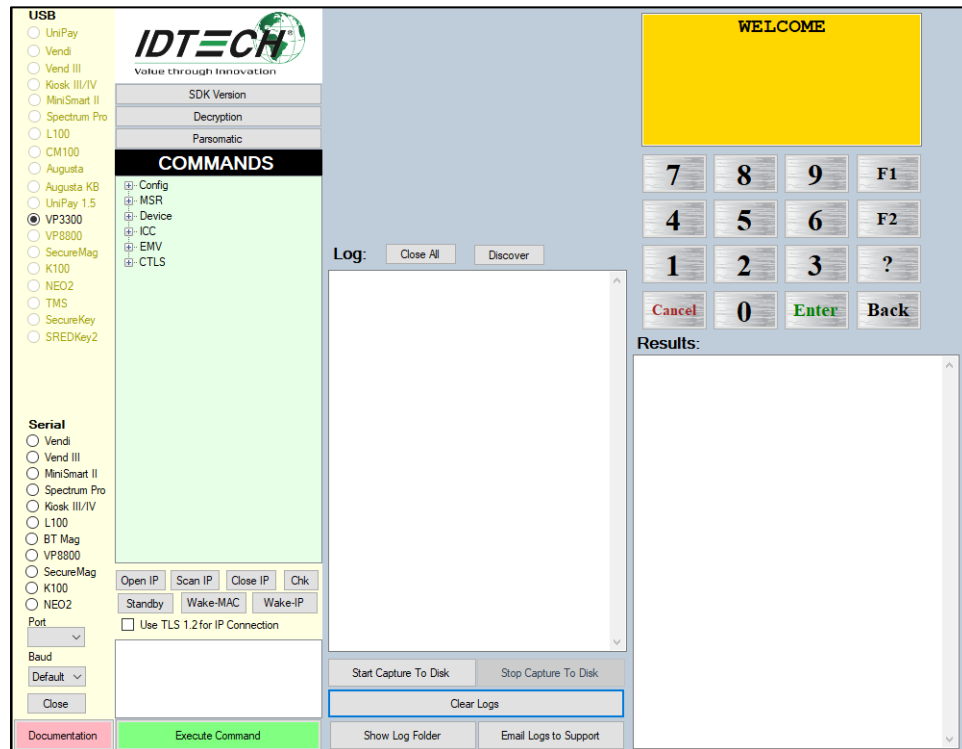 USB
UniPay
Vendi
Vend III
Kiosk III/IV
MiniSmart II
Spectrum Pro
L100
CM100
Augusta
Augusta KB
UniPay 1.5
VP3300
VP8800
SecureMag
K100
NEO2
TMS
SecureKey
SREDKey2
Serial
Vendi
Vend III
MiniSmart II
Spectrum Pro
Kiosk III/IV
L100
BT Mag
VP8800
SecureMag
K100
NEO2
Port
Baud
Default
Close
Documentation
IDTECH®
Value through Innovation
SDK Version
Decryption
Parsomatic
COMMANDS
Config
MSR
Device
ICC
EMV
CTLS
Open IP Scan IP Close IP Chk
Standby Wake-MAC Wake-IP
Use TLS 1.2 for IP Connection
Execute Command
Log: Close All Discover
Start Capture To Disk Stop Capture To Disk
Clear Logs
Show Log Folder Email Logs to Support
WELCOME
7 8 9 F1
4 5 6 F2
1 2 3 ?
Cancel 0 Enter Back
Results: